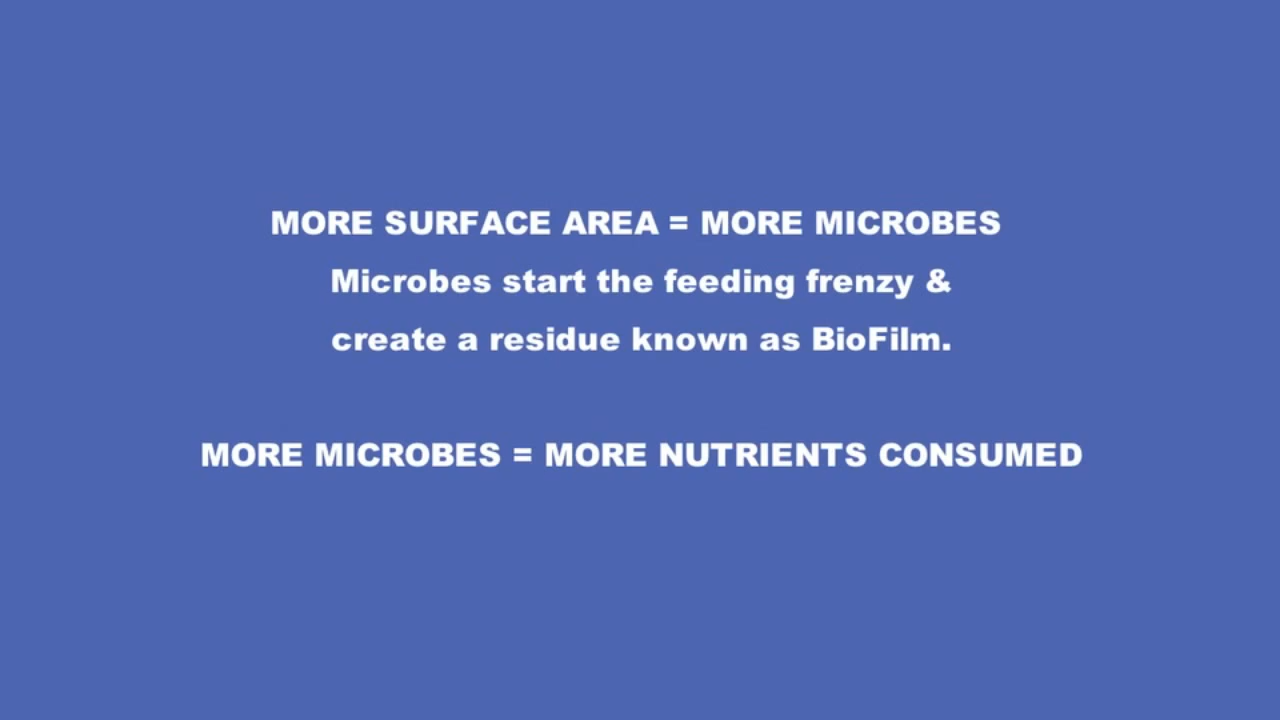 MORE SURFACE AREA = MORE MICROBES
Microbes start the feeding frenzy &
create a residue known as BioFilm.
MORE MICROBES = MORE NUTRIENTS CONSUMED